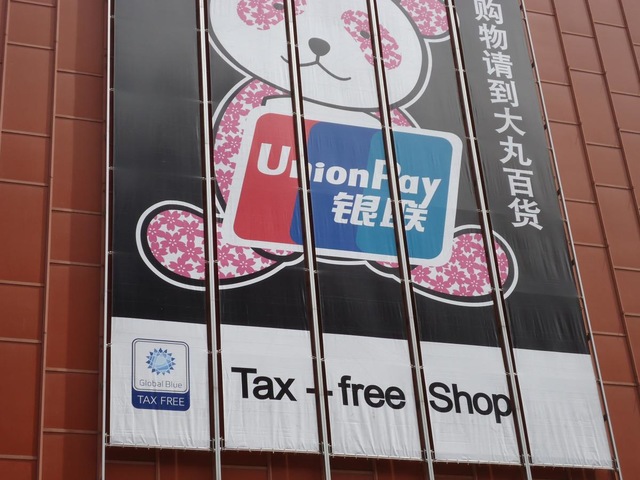 购物请到大丸百货
UnionPay
银联
Global Blue
TAX FREE
Tax-free Shop